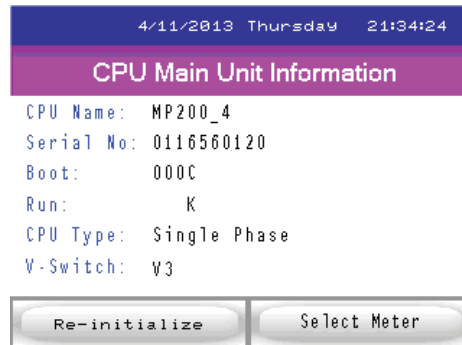 4/11/2013 Thursday 21:34:24
CPU Main Unit Information
CPU Name: MP200_4
Serial No: 0116560120
Boot: 000C
Run: K
CPU Type: Single Phase
V-Switch: V3
Re-initialize Select Meter